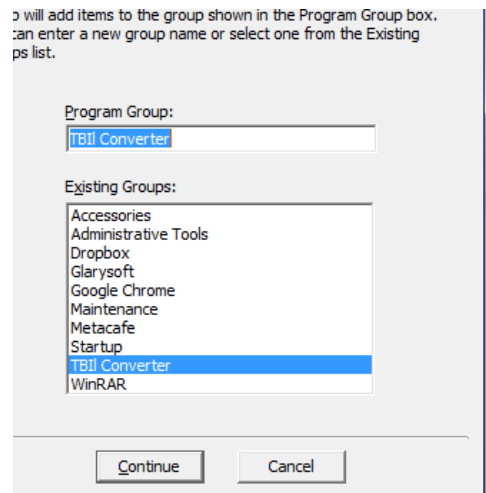 o will add items to the group shown in the Program Group box.
can enter a new group name or select one from the Existing
ps list.
Program Group:
TBIl Converter
Existing Groups:
Accessories
Administrative Tools
Dropbox
Glarysoft
Google Chrome
Maintenance
Metacafe
Startup
TBIl Converter
WinRAR
Continue
Cancel